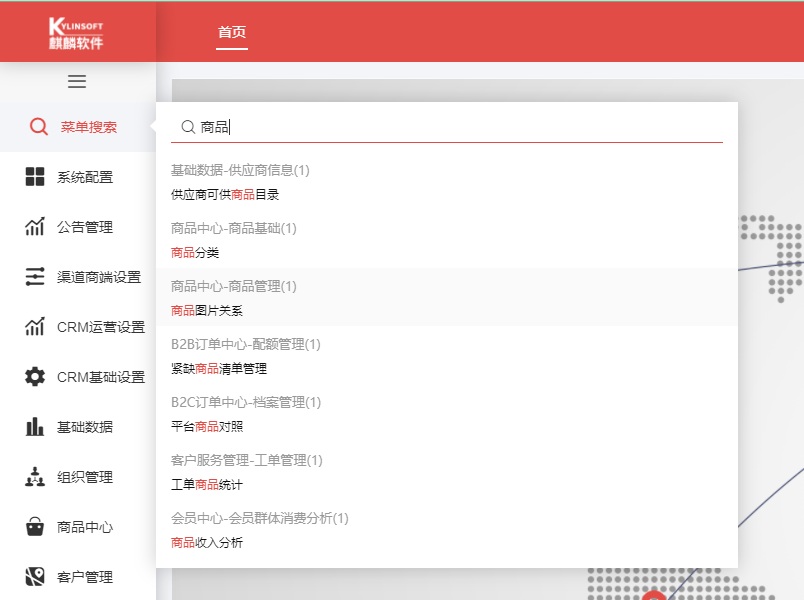 KYLINSOFT
麒麟软件
首页
菜单搜索
系统配置
公告管理
渠道商端设置
CRM运营设置
CRM基础设置
基础数据
组织管理
商品中心
客户管理
商品
基础数据-供应商信息(1)
供应商可供商品目录
商品中心-商品基础(1)
商品分类
商品中心-商品管理(1)
商品图片关系
B2B订单中心-配额管理(1)
紧缺商品清单管理
B2C订单中心-档案管理(1)
平台商品对照
客户服务管理-工单管理(1)
工单商品统计
会员中心-会员群体消费分析(1)
商品收入分析